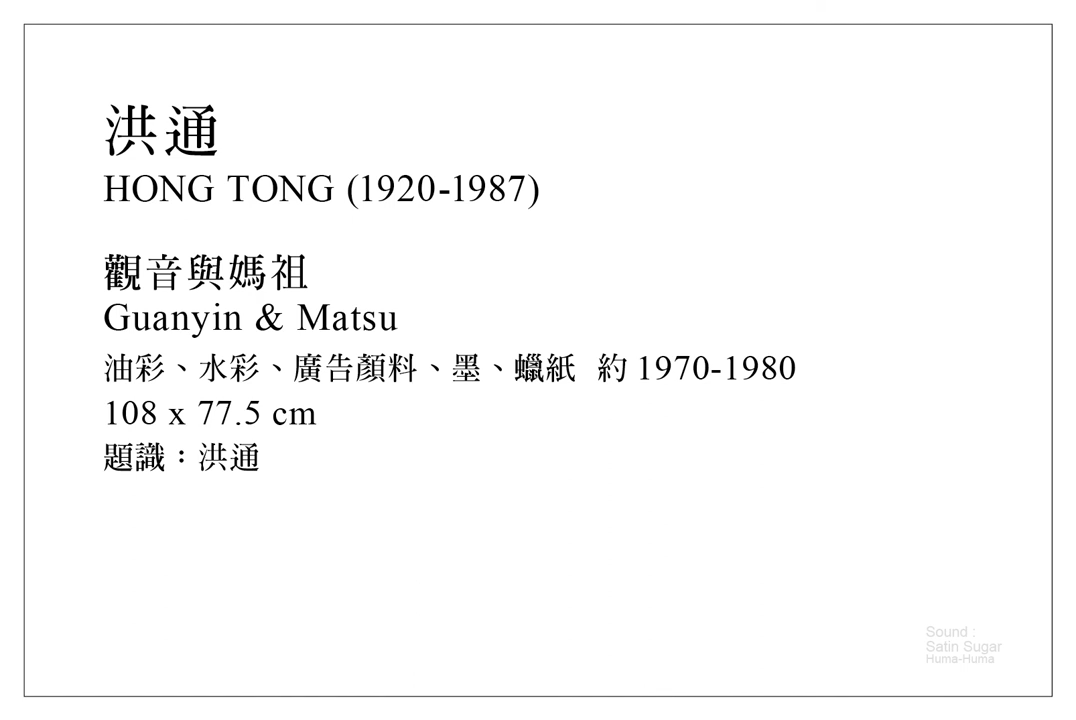 洪通
HONG TONG (1920-1987)
觀音與媽祖
Guanyin & Matsu
油彩、水彩、廣告顏料、墨、蠟紙 約 1970-1980
108 x 77.5 cm
題識：洪通
Sound :
Satin Sugar
Huma-Huma